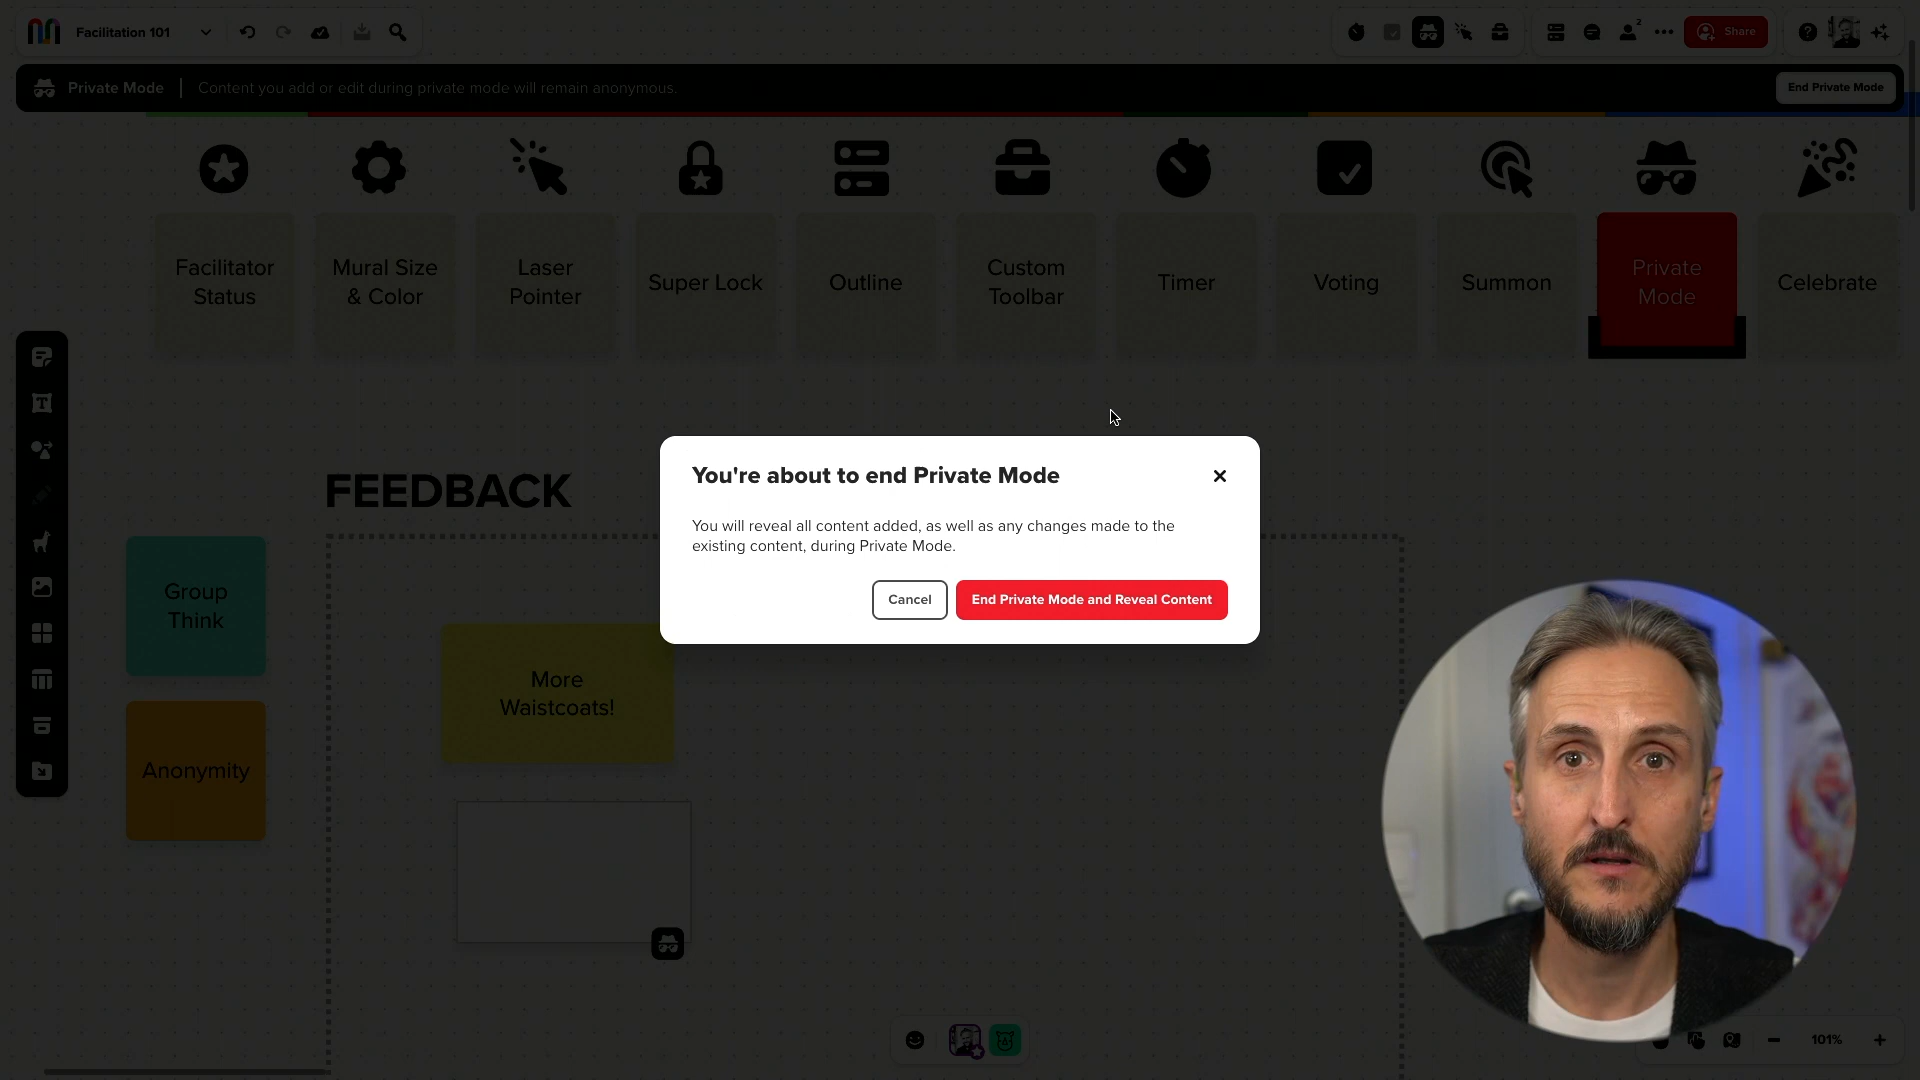 Facilitation 101
2
Share
Private Mode
Content you add or edit during private mode will remain anonymous.
End Private Mode
Facilitator
Status
Mural Size
& Color
Laser
Pointer
Super Lock
Outline
Custom
Toolbar
Timer
Voting
Summon
Private
Mode
Celebrate
FEEDBACK
You're about to end Private Mode
You will reveal all content added, as well as any changes made to the
existing content, during Private Mode.
Cancel
End Private Mode and Reveal Content
Group
Think
More
Waistcoats!
Anonymity
101%